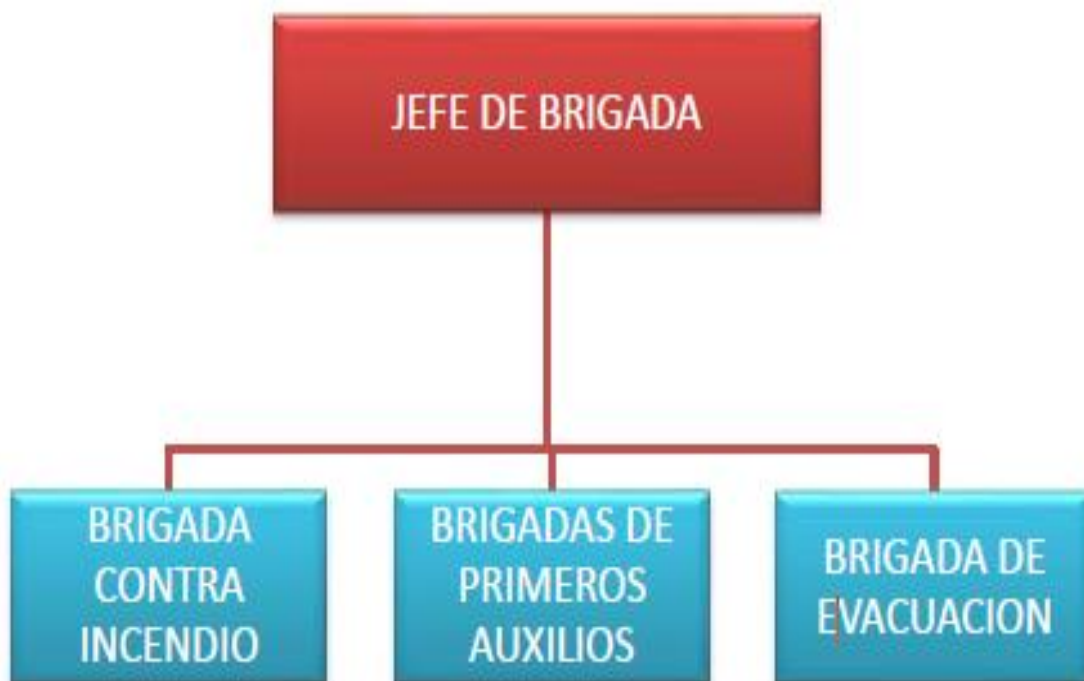 JEFE DE BRIGADA
BRIGADA
CONTRA
INCENDIO
BRIGADAS DE
PRIMEROS
AUXILIOS
BRIGADA DE
EVACUACION